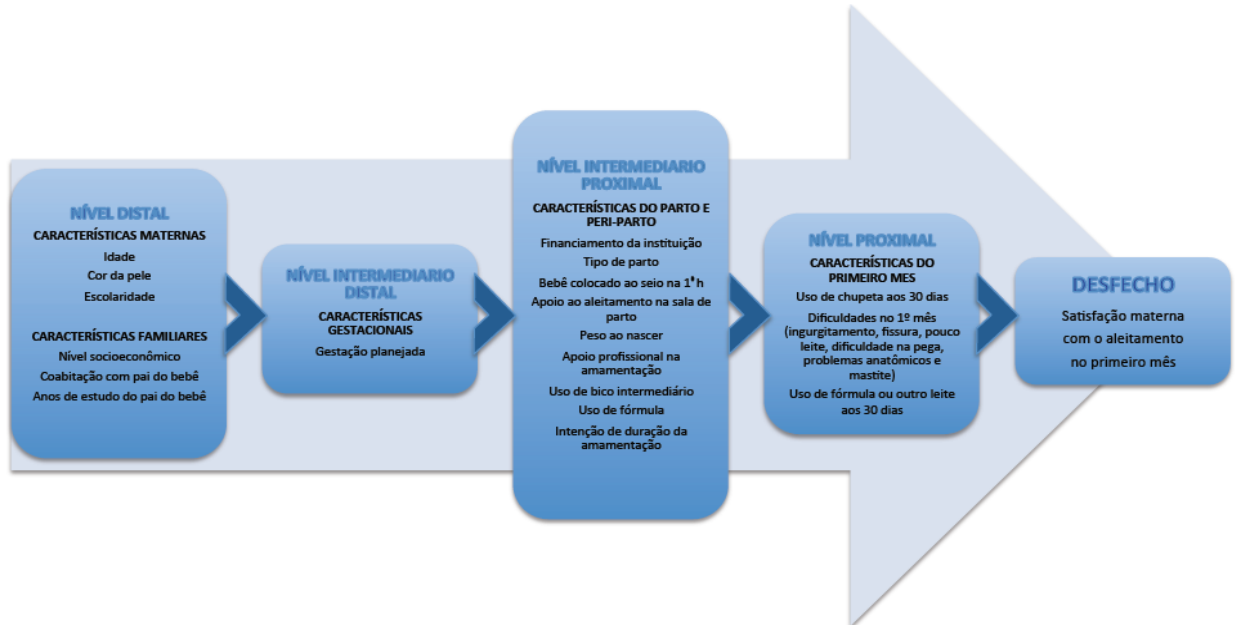 NÍVEL DISTAL
CARACTERÍSTICAS MATERNAS
Idade
Cor da pele
Escolaridade
CARACTERÍSTICAS FAMILIARES
Nível socioeconômico
Coabitação com pai do bebê
Anos de estudo do pai do bebê
NÍVEL INTERMEDIARIO
DISTAL
CARACTERÍSTICAS
GESTACIONAIS
Gestação planejada
NÍVEL INTERMEDIARIO
PROXIMAL
CARACTERÍSTICAS DO PARTO E
PERI-PARTO
Financiamento da instituição
Tipo de parto
Bebê colocado ao seio na 1ª h
Apoio ao aleitamento na sala de
parto
Peso ao nascer
Apoio profissional na
amamentação
Uso de bico intermediário
Uso de fórmula
Intenção de duração da
amamentação
NÍVEL PROXIMAL
CARACTERÍSTICAS DO
PRIMEIRO MES
Uso de chupeta aos 30 dias
Dificuldades no 1º mês
(ingurgitamento, fissura, pouco
leite, dificuldade na pega,
problemas anatômicos e
mastite)
Uso de fórmula ou outro leite
aos 30 dias
DESFECHO
Satisfação materna
com o aleitamento
no primeiro mês